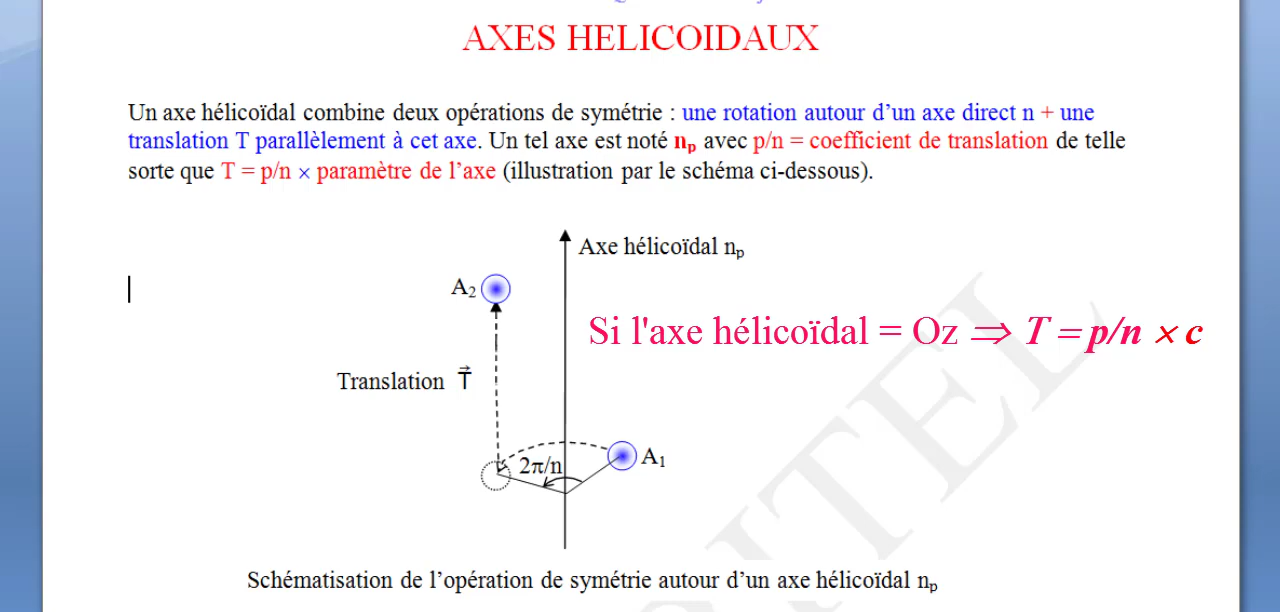 AXES HELICOIDAUX
Un axe hélicoïdal combine deux opérations de symétrie : une rotation autour d'un axe direct n + une
translation T parallèlement à cet axe. Un tel axe est noté nₚ avec p/n = coefficient de translation de telle
sorte que T = p/n × paramètre de l'axe (illustration par le schéma ci-dessous).
Axe hélicoïdal nₚ
A₂
Si l'axe hélicoïdal = Oz ⇒ T = p/n × c
Translation T⃗
2π/n
A₁
Schématisation de l'opération de symétrie autour d'un axe hélicoïdal nₚ